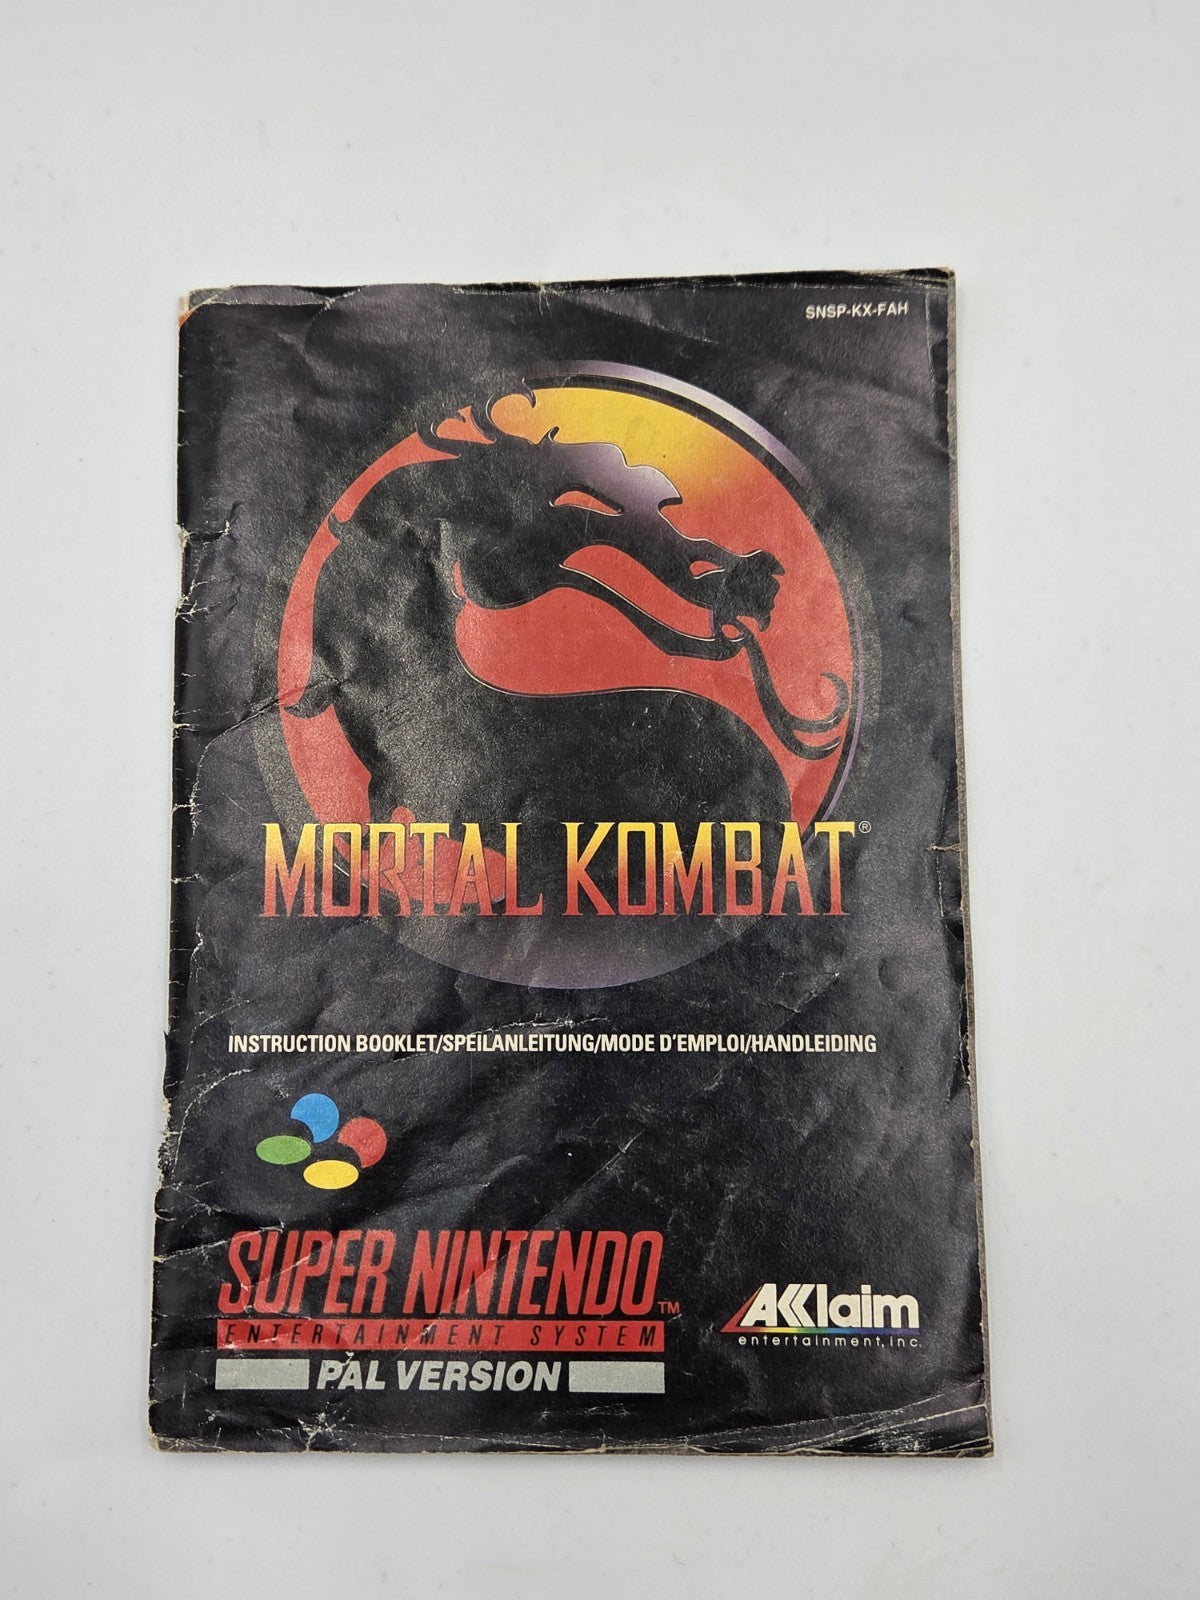 SNSP-KX-FAH
MORTAL KOMBAT®
INSTRUCTION BOOKLET/SPEILANLEITUNG/MODE D'EMPLOI/HANDLEIDING
SUPER NINTENDO™
ENTERTAINMENT SYSTEM
PAL VERSION
AKKlaim
entertainment, inc.